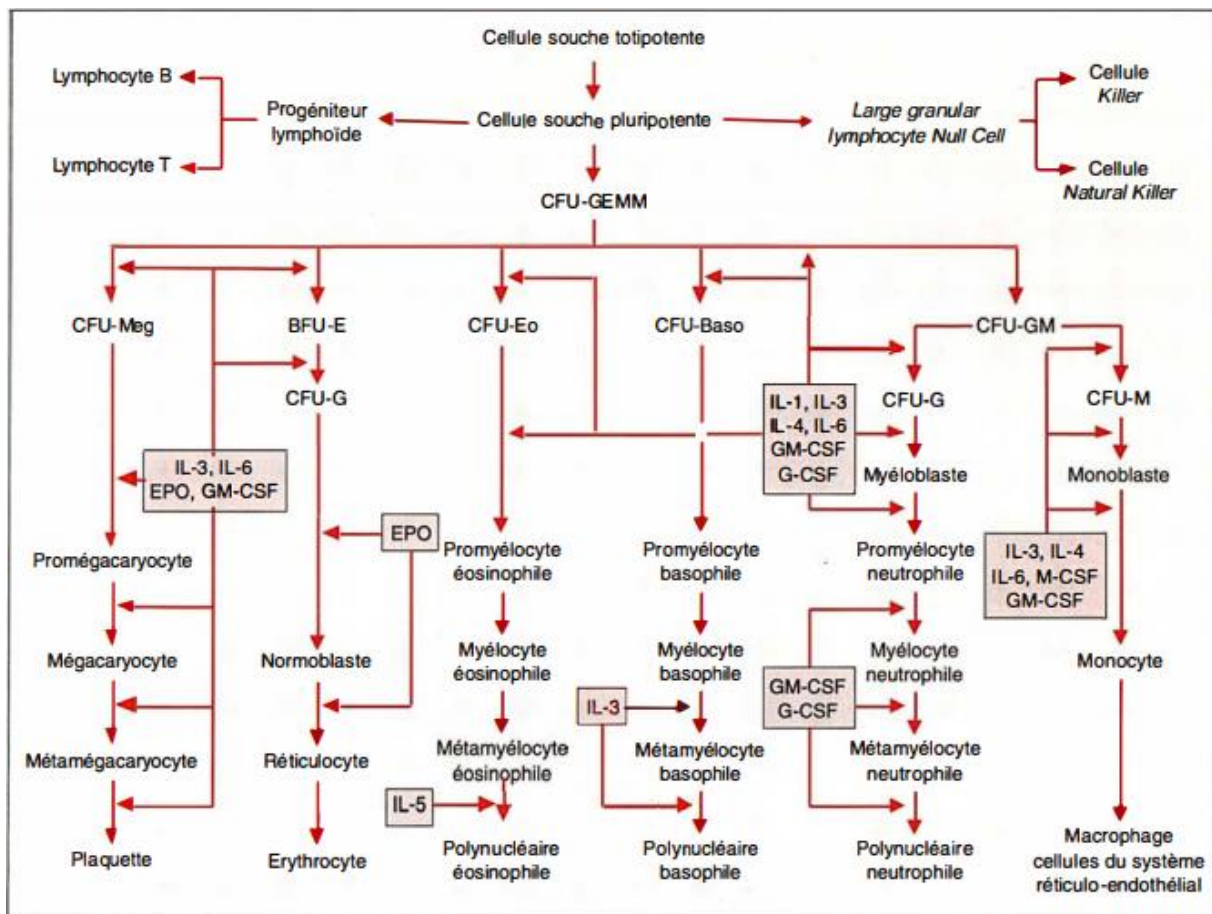 Cellule souche totipotente
Lymphocyte B
Progéniteur
lymphoïde
Lymphocyte T
Cellule souche pluripotente
Large granular
lymphocyte Null Cell
Cellule
Killer
Cellule
Natural Killer
CFU-GEMM
CFU-Meg
BFU-E
CFU-Eo
CFU-Baso
CFU-GM
CFU-G
IL-1, IL-3
IL-4, IL-6
GM-CSF
G-CSF
CFU-G
CFU-M
IL-3, IL-6
EPO, GM-CSF
Myéloblaste
Monoblaste
EPO
Promégacaryocyte
Promyélocyte
éosinophile
Promyélocyte
basophile
Promyélocyte
neutrophile
IL-3, IL-4
IL-6, M-CSF
GM-CSF
Mégacaryocyte
Normoblaste
Myélocyte
éosinophile
Myélocyte
basophile
Myélocyte
neutrophile
Monocyte
IL-3
GM-CSF
G-CSF
Métamégacaryocyte
Réticulocyte
Métamyélocyte
éosinophile
Métamyélocyte
basophile
Métamyélocyte
neutrophile
IL-5
Plaquette
Erythrocyte
Polynucléaire
éosinophile
Polynucléaire
basophile
Polynucléaire
neutrophile
Macrophage
cellules du système
réticulo-endothélial